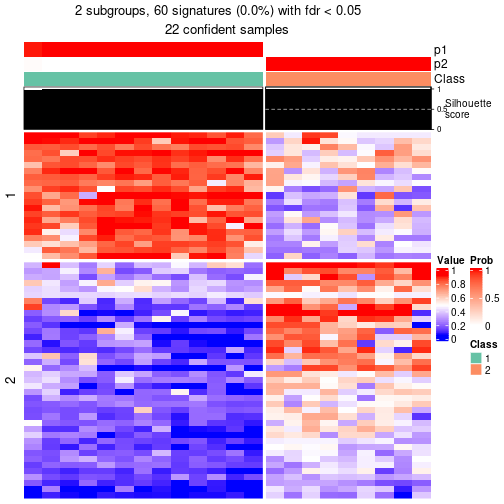 2 subgroups, 60 signatures (0.0%) with fdr < 0.05
22 confident samples
p1
p2
Class
1
0.5
0
Silhouette
score
1
2
Value
1
0.8
0.6
0.4
0.2
0
Prob
1
0.5
0
Class
1
2